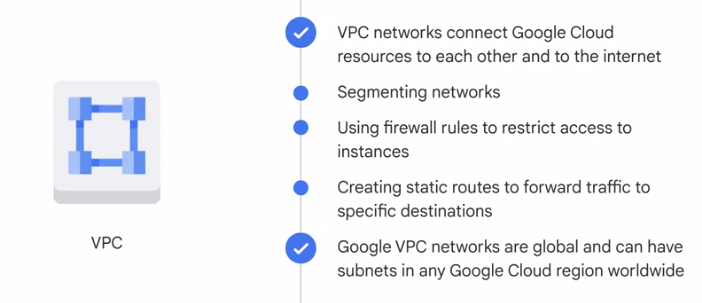 VPC networks connect Google Cloud
resources to each other and to the internet
Segmenting networks
Using firewall rules to restrict access to
instances
Creating static routes to forward traffic to
specific destinations
Google VPC networks are global and can have
subnets in any Google Cloud region worldwide
VPC